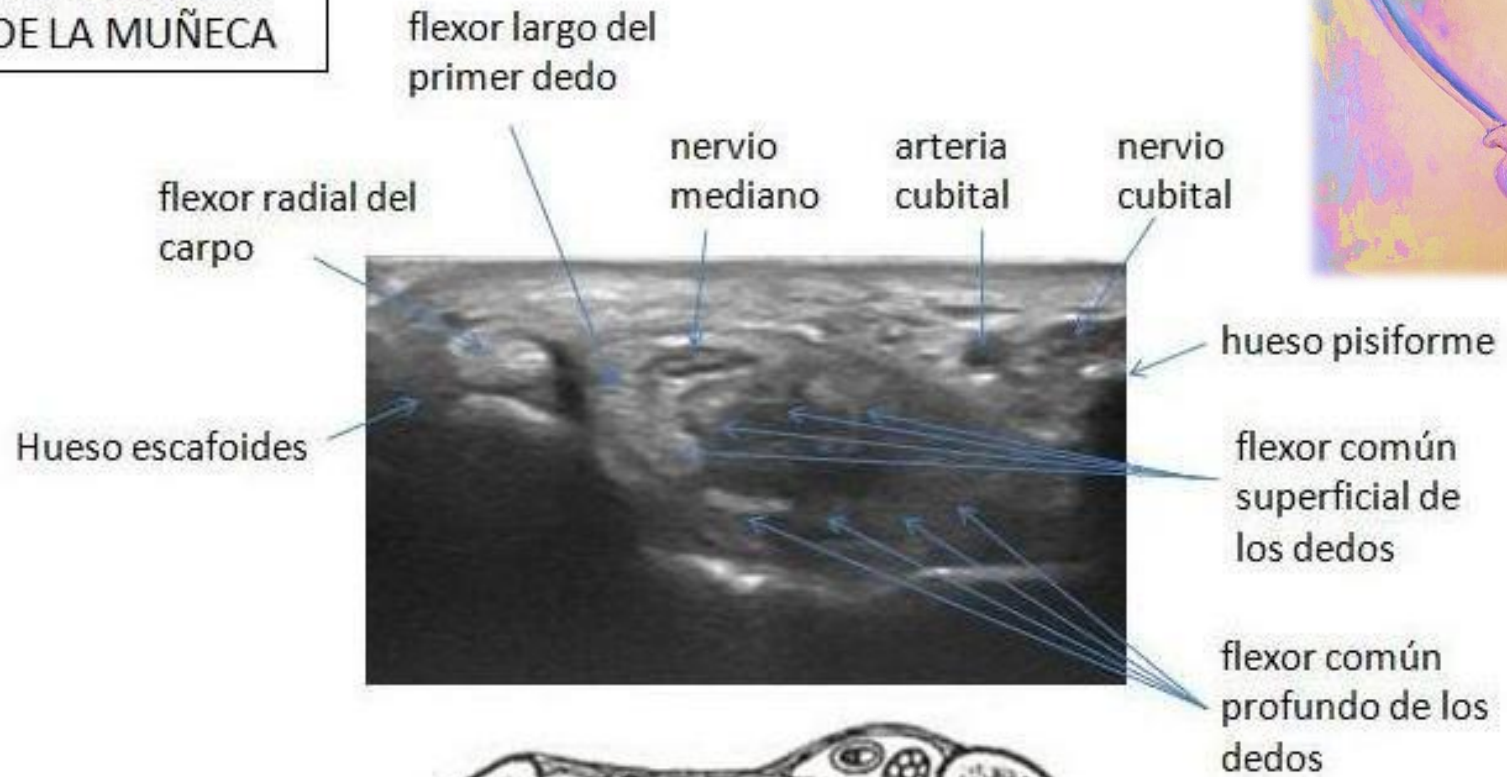 DE LA MUÑECA
flexor largo del
primer dedo
nervio
mediano
arteria
cubital
nervio
cubital
flexor radial del
carpo
hueso pisiforme
Hueso escafoides
flexor común
superficial de
los dedos
flexor común
profundo de los
dedos